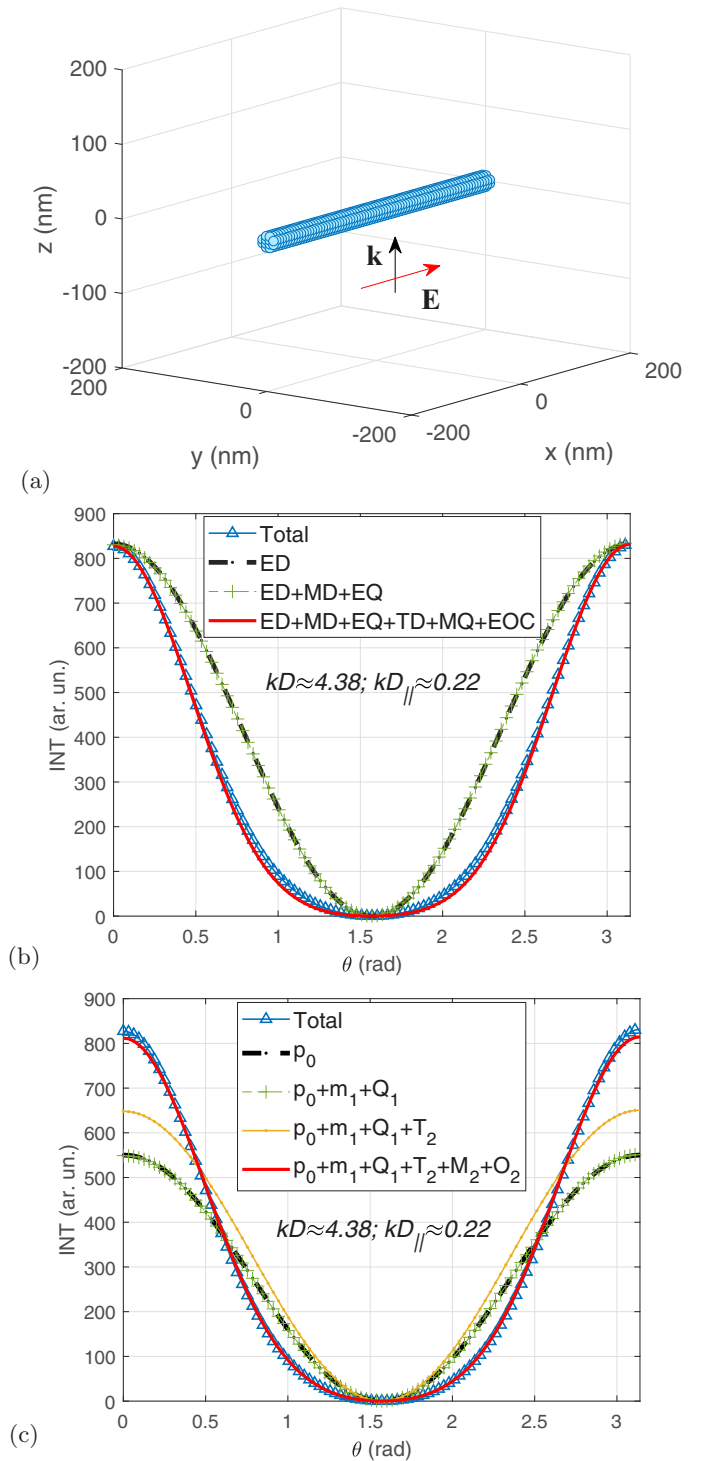 200
100
0
-100
-200
z (nm)
k
E
200
0
-200
y (nm)
-200
0
200
x (nm)
(a)
900
800
700
600
500
400
300
200
100
0
INT (ar. un.)
Total
ED
ED+MD+EQ
ED+MD+EQ+TD+MQ+EOC
kD≈4.38; kD||≈0.22
0 0.5 1 1.5 2 2.5 3
θ (rad)
(b)
900
800
700
600
500
400
300
200
100
0
INT (ar. un.)
Total
p₀
p₀+m₁+Q₁
p₀+m₁+Q₁+T₂
p₀+m₁+Q₁+T₂+M₂+O₂
kD≈4.38; kD||≈0.22
0 0.5 1 1.5 2 2.5 3
θ (rad)
(c)